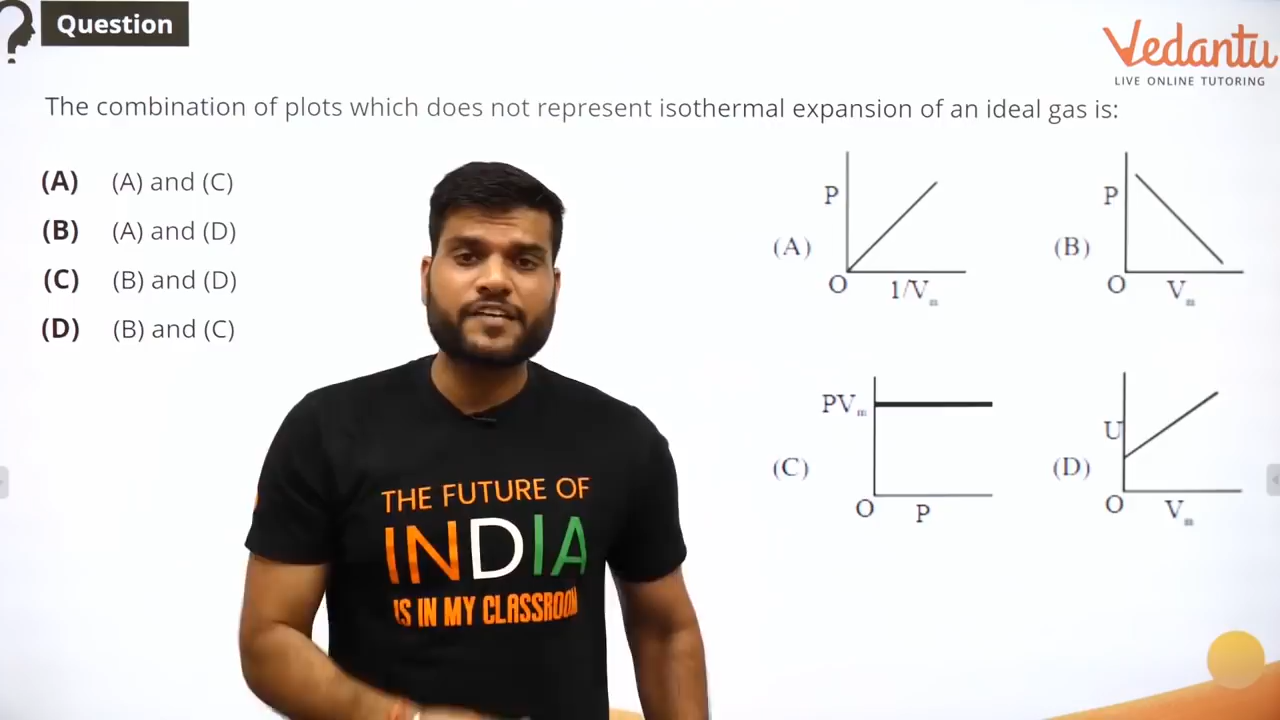 Question
Vedantu
LIVE ONLINE TUTORING
The combination of plots which does not represent isothermal expansion of an ideal gas is:
(A) (A) and (C)
(B) (A) and (D)
(C) (B) and (D)
(D) (B) and (C)
P
(A)
O 1/Vm
P
(B)
O Vm
PVm
(C)
O P
U
(D)
O Vm
THE FUTURE OF
INDIA
IS IN MY CLASSROOM